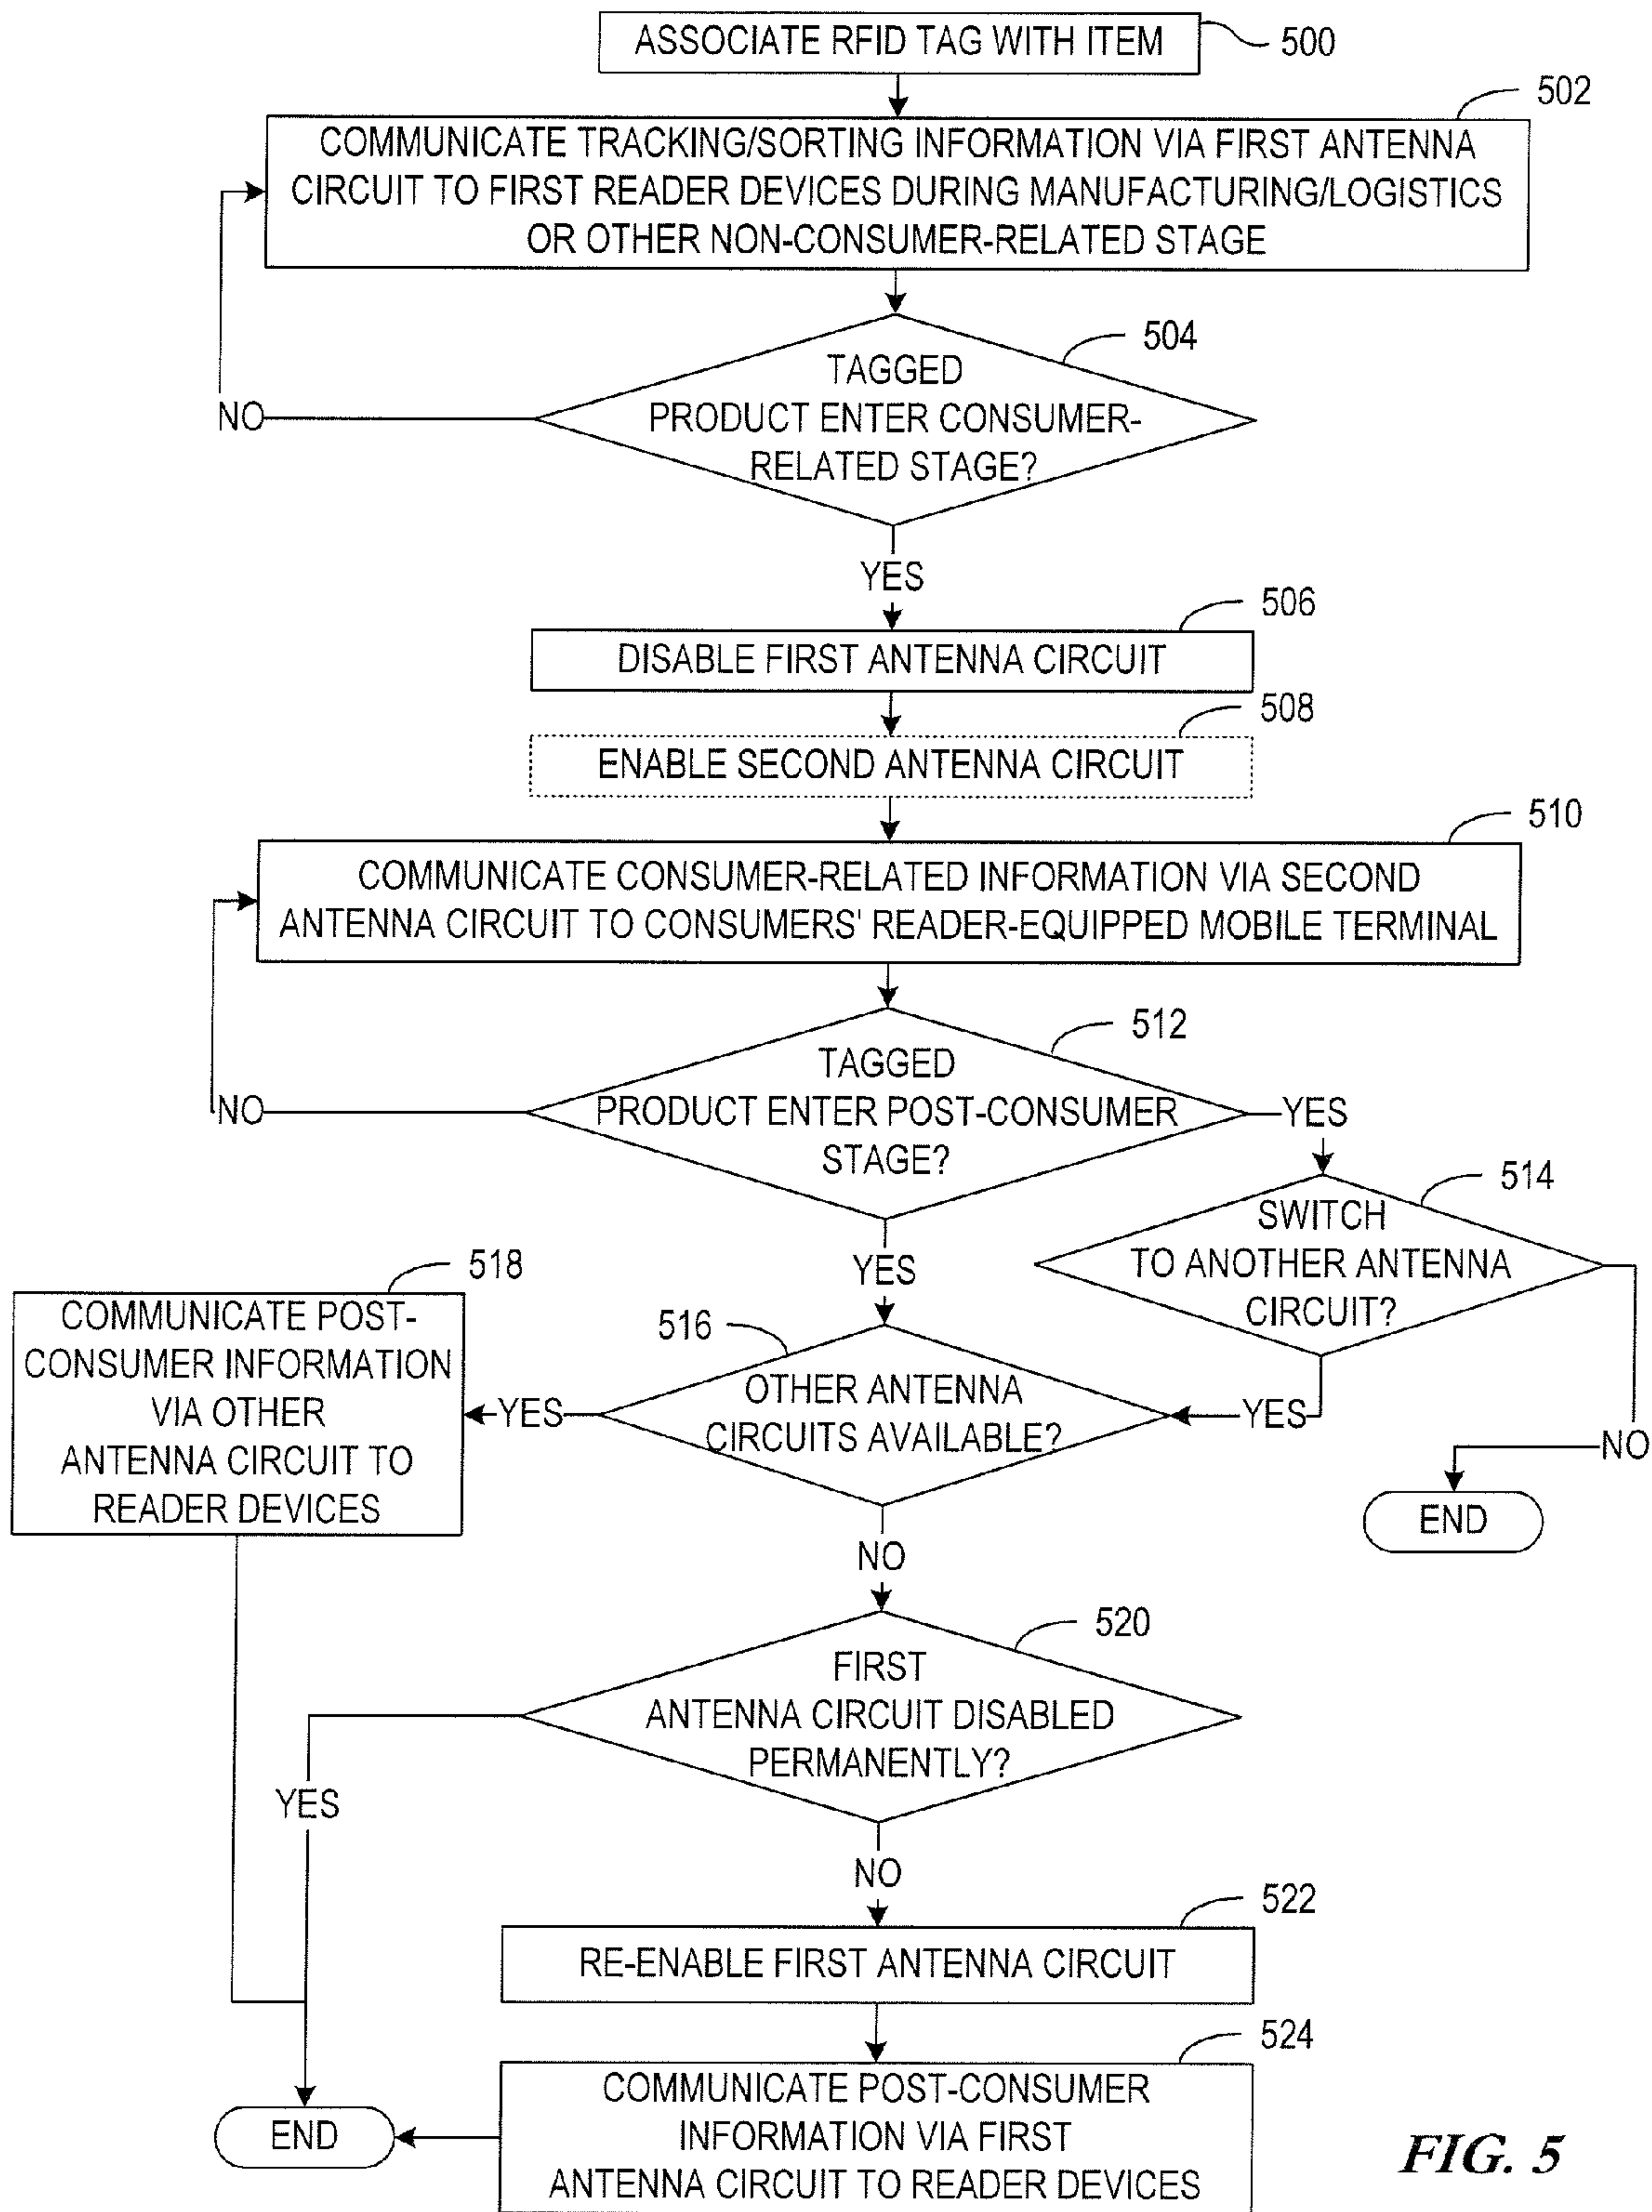 ASSOCIATE RFID TAG WITH ITEM
500
502
COMMUNICATE TRACKING/SORTING INFORMATION VIA FIRST ANTENNA
CIRCUIT TO FIRST READER DEVICES DURING MANUFACTURING/LOGISTICS
OR OTHER NON-CONSUMER-RELATED STAGE
504
TAGGED
PRODUCT ENTER CONSUMER-
RELATED STAGE?
NO
YES
506
DISABLE FIRST ANTENNA CIRCUIT
508
ENABLE SECOND ANTENNA CIRCUIT
510
COMMUNICATE CONSUMER-RELATED INFORMATION VIA SECOND
ANTENNA CIRCUIT TO CONSUMERS' READER-EQUIPPED MOBILE TERMINAL
512
TAGGED
PRODUCT ENTER POST-CONSUMER
STAGE?
NO
YES
514
SWITCH
TO ANOTHER ANTENNA
CIRCUIT?
YES
518
COMMUNICATE POST-
CONSUMER INFORMATION
VIA OTHER
ANTENNA CIRCUIT TO
READER DEVICES
516
OTHER ANTENNA
CIRCUITS AVAILABLE?
YES
YES
NO
END
NO
520
FIRST
ANTENNA CIRCUIT DISABLED
PERMANENTLY?
YES
NO
522
RE-ENABLE FIRST ANTENNA CIRCUIT
524
COMMUNICATE POST-CONSUMER
INFORMATION VIA FIRST
ANTENNA CIRCUIT TO READER DEVICES
END
FIG. 5